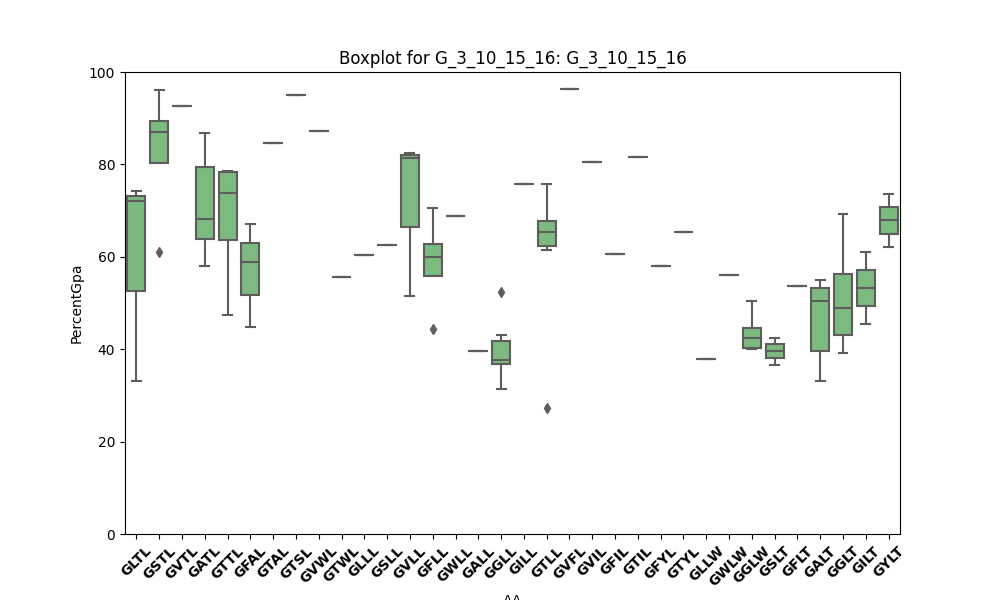 Boxplot for G_3_10_15_16: G_3_10_15_16
PercentGpa
100
80
60
40
20
0
GLTL GSTL GVTL GATL GTTL GFAL GTAL GTSL GVWL GTWL GLLL GSLL GVLL GFLL GWLL GALL GGLL GILL GTLL GVFL GVIL GFIL GTIL GFYL GTYL GLLW GWLW GGLW GSLT GFLT GALT GGLT GILT GYLT
AA